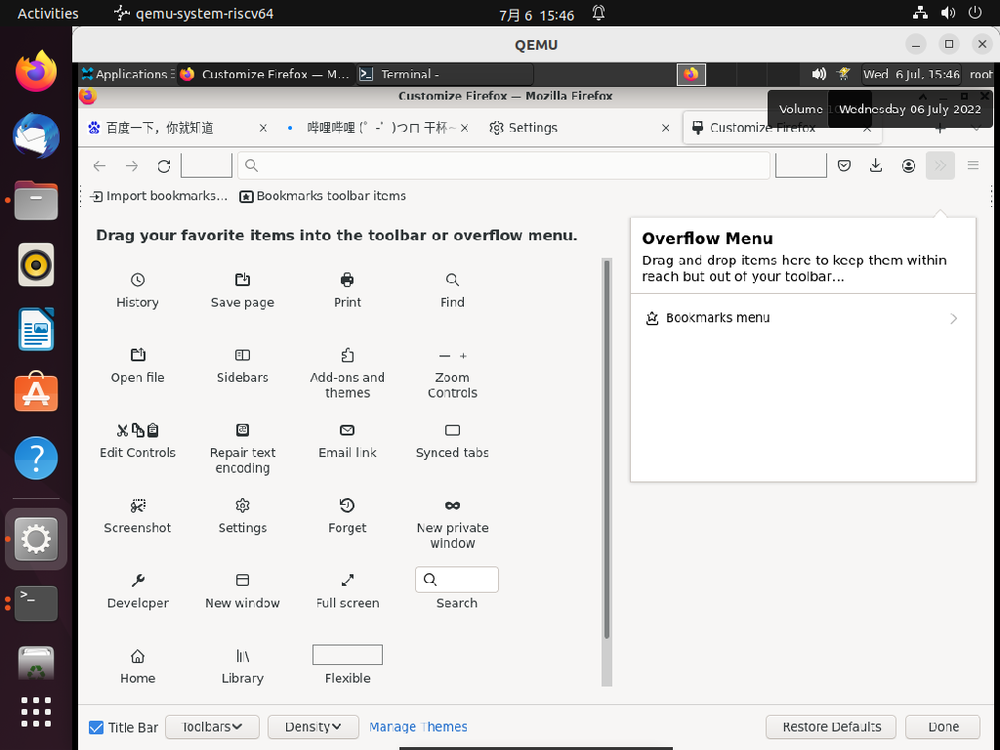 Activities
qemu-system-riscv64
7月 6 15:46
QEMU
Applications
Customize Firefox — M...
Terminal -
Wed 6 Jul, 15:46
root
Customize Firefox — Mozilla Firefox
Volume
Wednesday 06 July 2022
百度一下，你就知道
哔哩哔哩 (゜-゜)つロ 干杯~
Settings
Customize Firefox
Import bookmarks...
Bookmarks toolbar items
Drag your favorite items into the toolbar or overflow menu.
History
Save page
Print
Find
Open file
Sidebars
Add-ons and
themes
Zoom
Controls
Edit Controls
Repair text
encoding
Email link
Synced tabs
Screenshot
Settings
Forget
New private
window
Developer
New window
Full screen
Search
Home
Library
Flexible
Overflow Menu
Drag and drop items here to keep them within
reach but out of your toolbar...
Bookmarks menu
Title Bar
Toolbars
Density
Manage Themes
Restore Defaults
Done